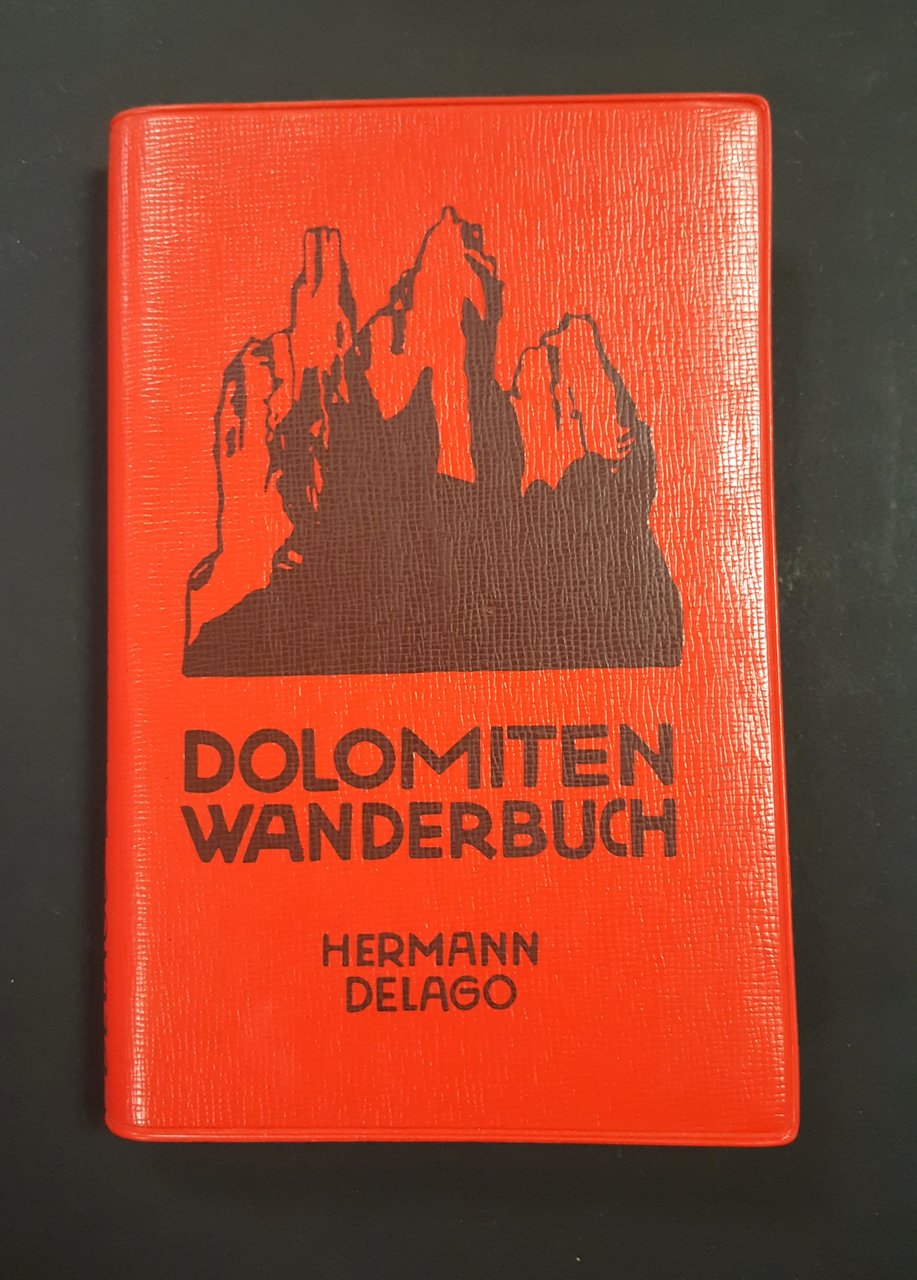 DOLOMITEN
WANDERBUCH
HERMANN
DELAGO